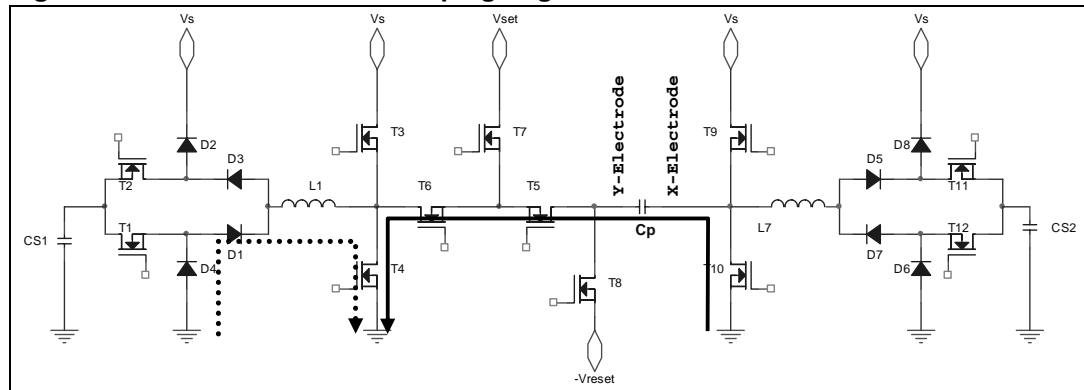 Vs
Vs
Vset
Vs
Vs
Y-Electrode
X-Electrode
T3
T7
T9
D2
D3
T2
L1
T6
T5
D5
D8
T11
T1
D1
D4
CS1
Cp
L7
D7
T12
D6
CS2
T4
T8
T10
-Vreset